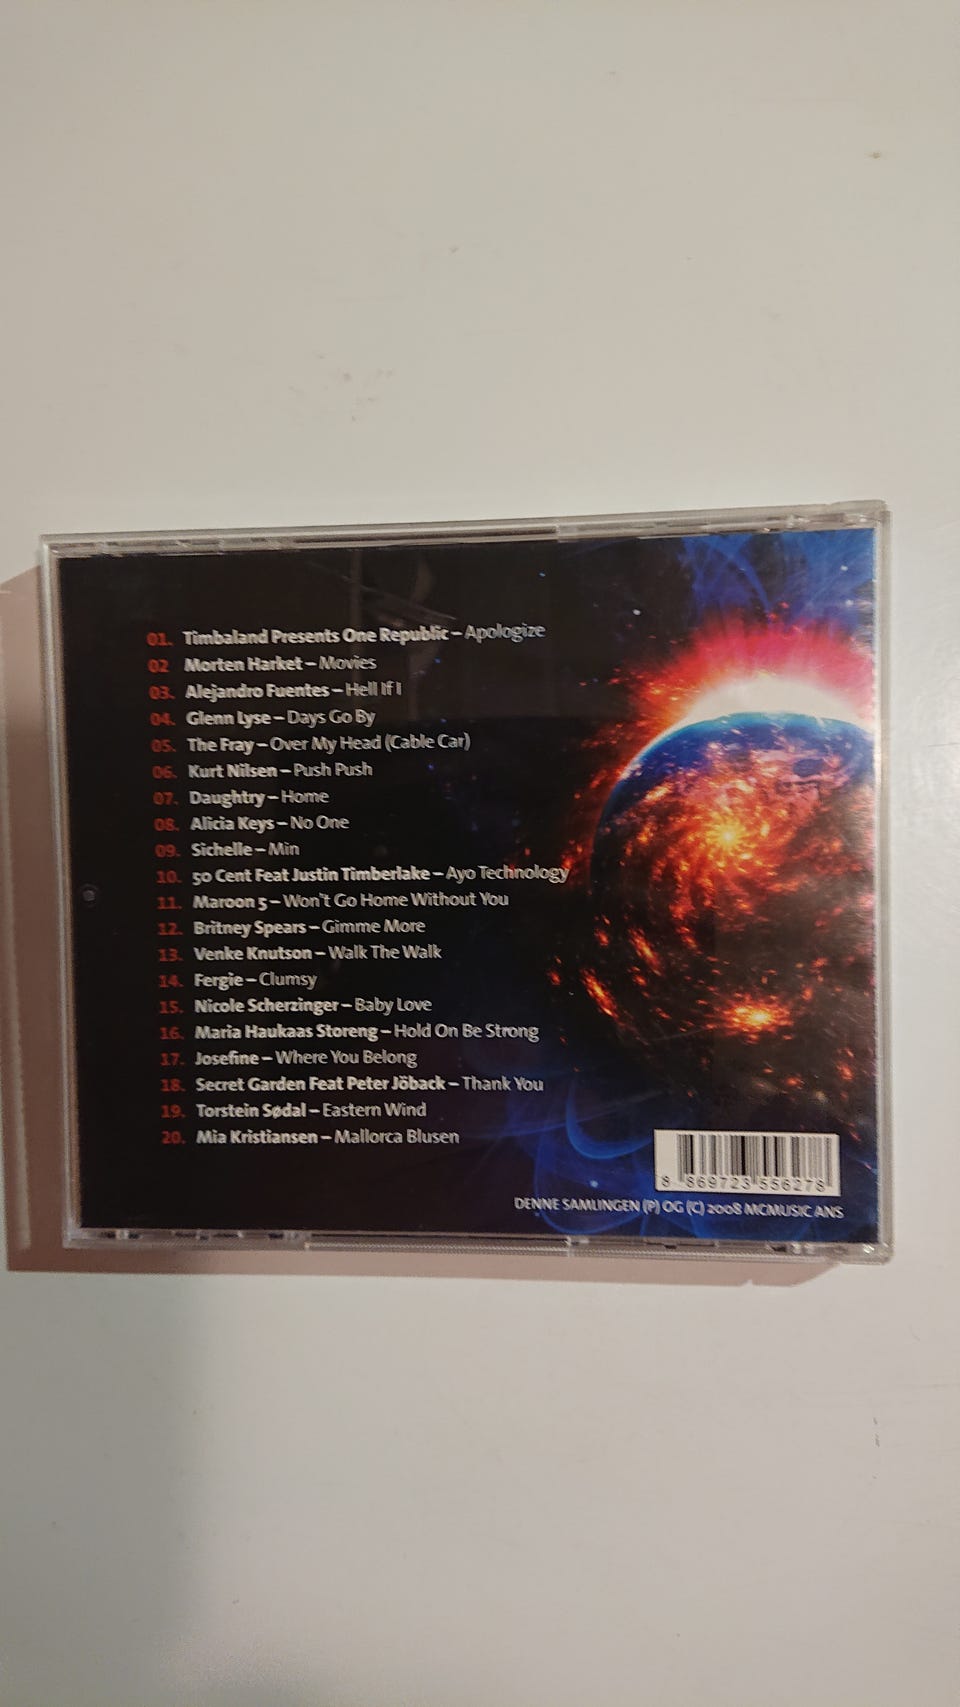 01. Timbaland Presents One Republic – Apologize
02 Morten Harket – Movies
03. Alejandro Fuentes – Hell If I
04. Glenn Lyse – Days Go By
05. The Fray – Over My Head (Cable Car)
06. Kurt Nilsen – Push Push
07. Daughtry – Home
08. Alicia Keys – No One
09. Sichelle – Min
10. 50 Cent Feat Justin Timberlake – Ayo Technology
11. Maroon 5 – Won't Go Home Without You
12. Britney Spears – Gimme More
13. Venke Knutson – Walk The Walk
14. Fergie – Clumsy
15. Nicole Scherzinger – Baby Love
16. Maria Haukaas Storeng – Hold On Be Strong
17. Josefine – Where You Belong
18. Secret Garden Feat Peter Jöback – Thank You
19. Torstein Sødal – Eastern Wind
20. Mia Kristiansen – Mallorca Blusen
8 869723 556278
DENNE SAMLINGEN (P) OG (C) 2008 MCMUSIC ANS